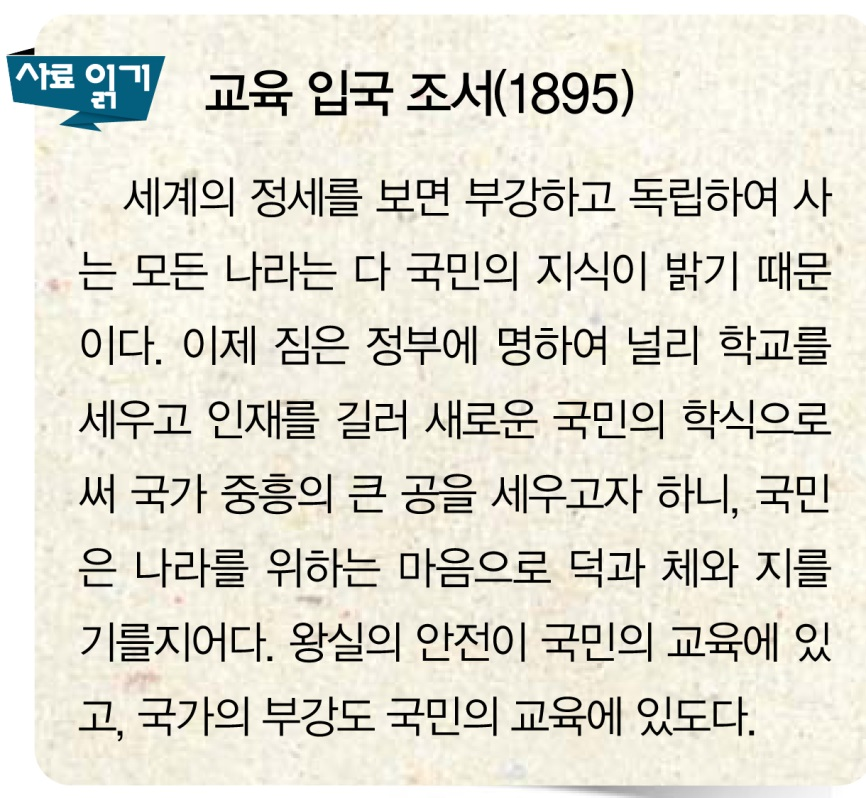 사료 읽기
교육 입국 조서(1895)
세계의 정세를 보면 부강하고 독립하여 사
는 모든 나라는 다 국민의 지식이 밝기 때문
이다. 이제 짐은 정부에 명하여 널리 학교를
세우고 인재를 길러 새로운 국민의 학식으로
써 국가 중흥의 큰 공을 세우고자 하니, 국민
은 나라를 위하는 마음으로 덕과 체와 지를
기를지어다. 왕실의 안전이 국민의 교육에 있
고, 국가의 부강도 국민의 교육에 있도다.